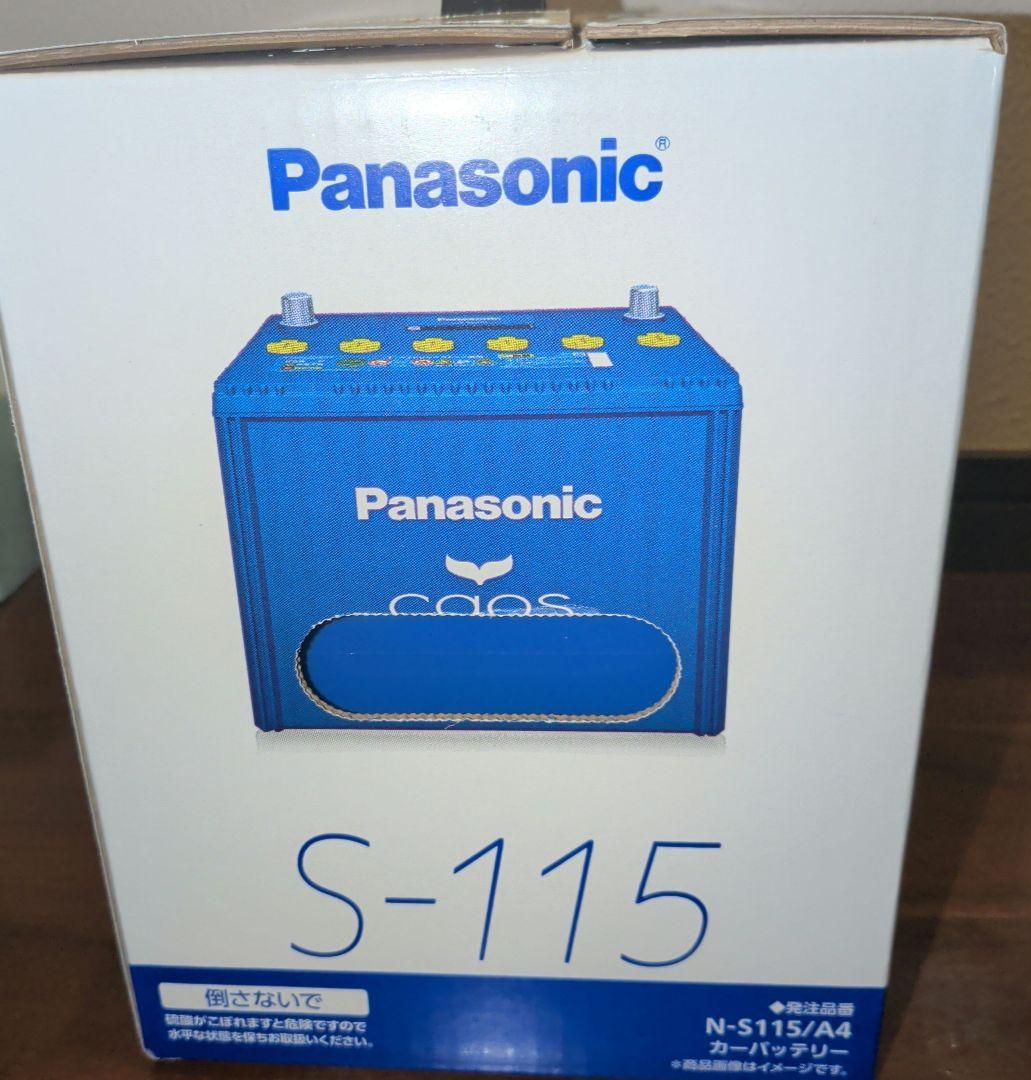 Panasonic®
Panasonic
Panasonic
caos
S-115
倒さないで
硫酸がこぼれますと危険ですので
水平な状態を保ちお取扱いください。
◆発注品番
N-S115/A4
カーバッテリー
※商品画像はイメージです。